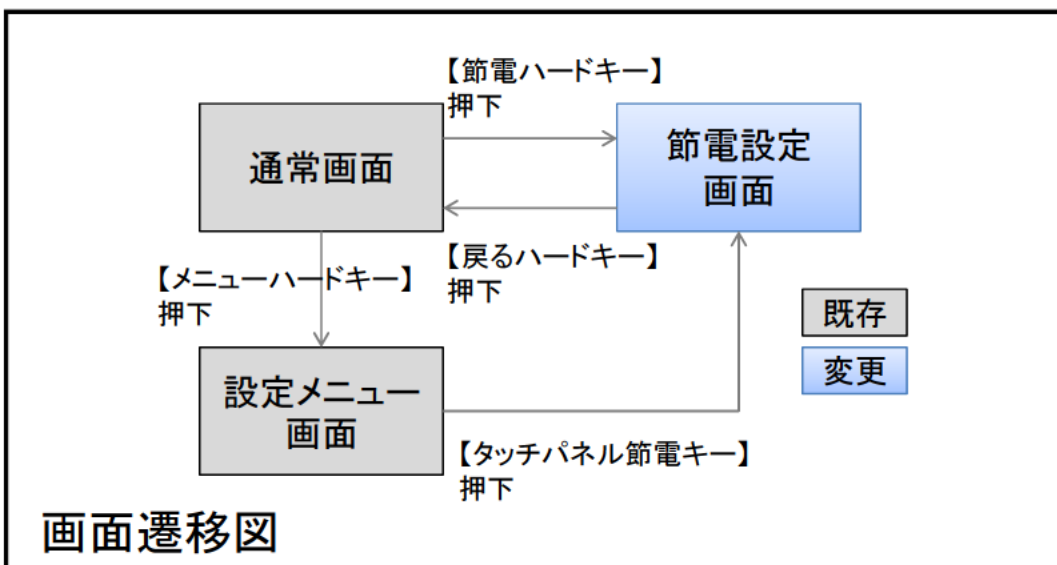 【節電ハードキー】
押下
通常画面
節電設定
画面
【戻るハードキー】
押下
【メニューハードキー】
押下
既存
変更
設定メニュー
画面
【タッチパネル節電キー】
押下
画面遷移図